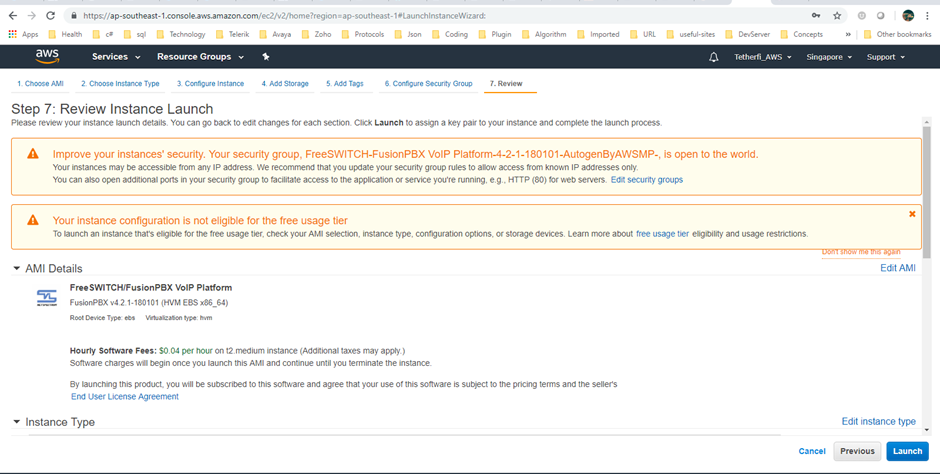 https://ap-southeast-1.console.aws.amazon.com/ec2/v2/home?region=ap-southeast-1#LaunchInstanceWizard:
Apps Health c# sql Technology Telerik Avaya Zoho Protocols Json Coding Plugin Algorithm Imported URL useful-sites DevServer Concepts » Other bookmarks
aws Services Resource Groups Tetherfi_AWS Singapore Support
1. Choose AMI 2. Choose Instance Type 3. Configure Instance 4. Add Storage 5. Add Tags 6. Configure Security Group 7. Review
Step 7: Review Instance Launch
Please review your instance launch details. You can go back to edit changes for each section. Click Launch to assign a key pair to your instance and complete the launch process.
Improve your instances' security. Your security group, FreeSWITCH-FusionPBX VoIP Platform-4-2-1-180101-AutogenByAWSMP-, is open to the world.
Your instances may be accessible from any IP address. We recommend that you update your security group rules to allow access from known IP addresses only.
You can also open additional ports in your security group to facilitate access to the application or service you're running, e.g., HTTP (80) for web servers. Edit security groups
Your instance configuration is not eligible for the free usage tier
To launch an instance that's eligible for the free usage tier, check your AMI selection, instance type, configuration options, or storage devices. Learn more about free usage tier eligibility and usage restrictions.
Don't show me this again
AMI Details Edit AMI
FreeSWITCH/FusionPBX VoIP Platform
FusionPBX v4.2.1-180101 (HVM EBS x86_64)
Root Device Type: ebs Virtualization type: hvm
Hourly Software Fees: $0.04 per hour on t2.medium instance (Additional taxes may apply.)
Software charges will begin once you launch this AMI and continue until you terminate the instance.
By launching this product, you will be subscribed to this software and agree that your use of this software is subject to the pricing terms and the seller's
End User License Agreement
Instance Type Edit instance type
Cancel Previous Launch